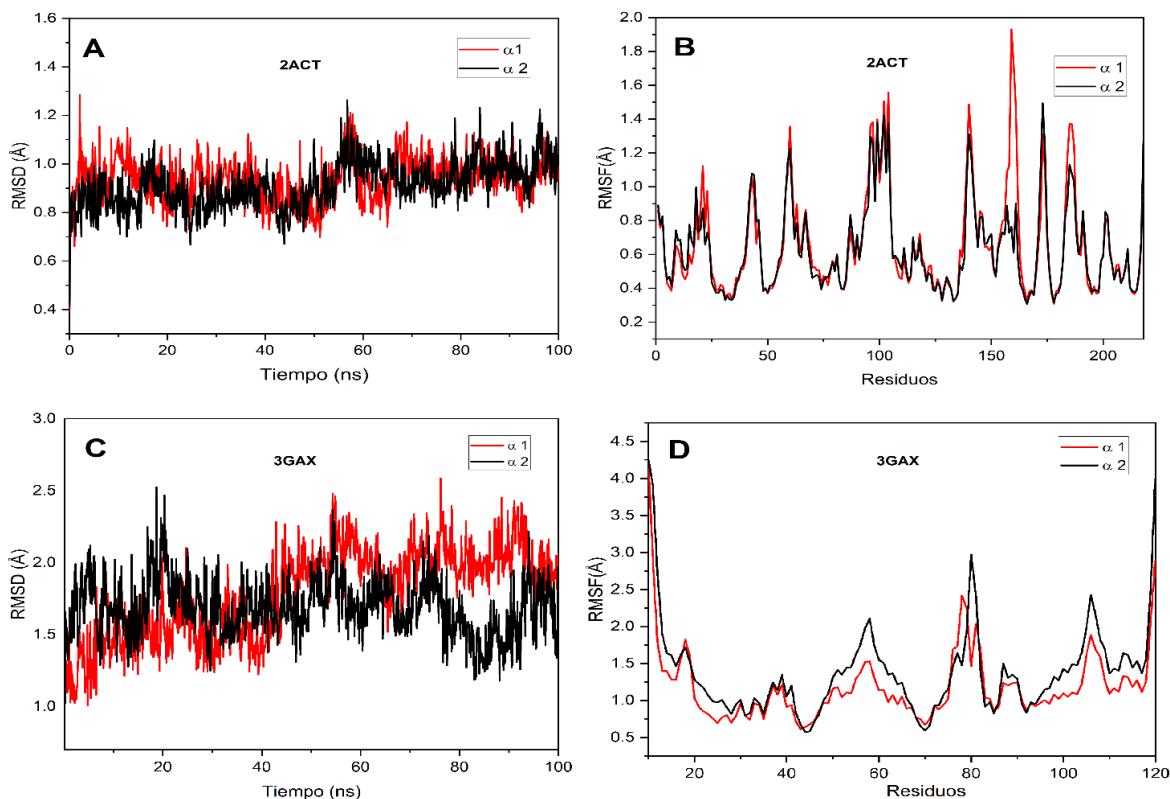 A
2ACT
α 1
α 2
RMSD (Å)
1.6
1.4
1.2
1.0
0.8
0.6
0.4
0
20
40
60
80
100
Tiempo (ns)
B
2ACT
α 1
α 2
RMSF(Å)
2.0
1.8
1.6
1.4
1.2
1.0
0.8
0.6
0.4
0.2
0
50
100
150
200
Residuos
C
3GAX
α 1
α 2
RMSD (Å)
3.0
2.5
2.0
1.5
1.0
20
40
60
80
100
Tiempo (ns)
D
3GAX
α 1
α 2
RMSF(Å)
4.5
4.0
3.5
3.0
2.5
2.0
1.5
1.0
0.5
20
40
60
80
100
120
Residuos